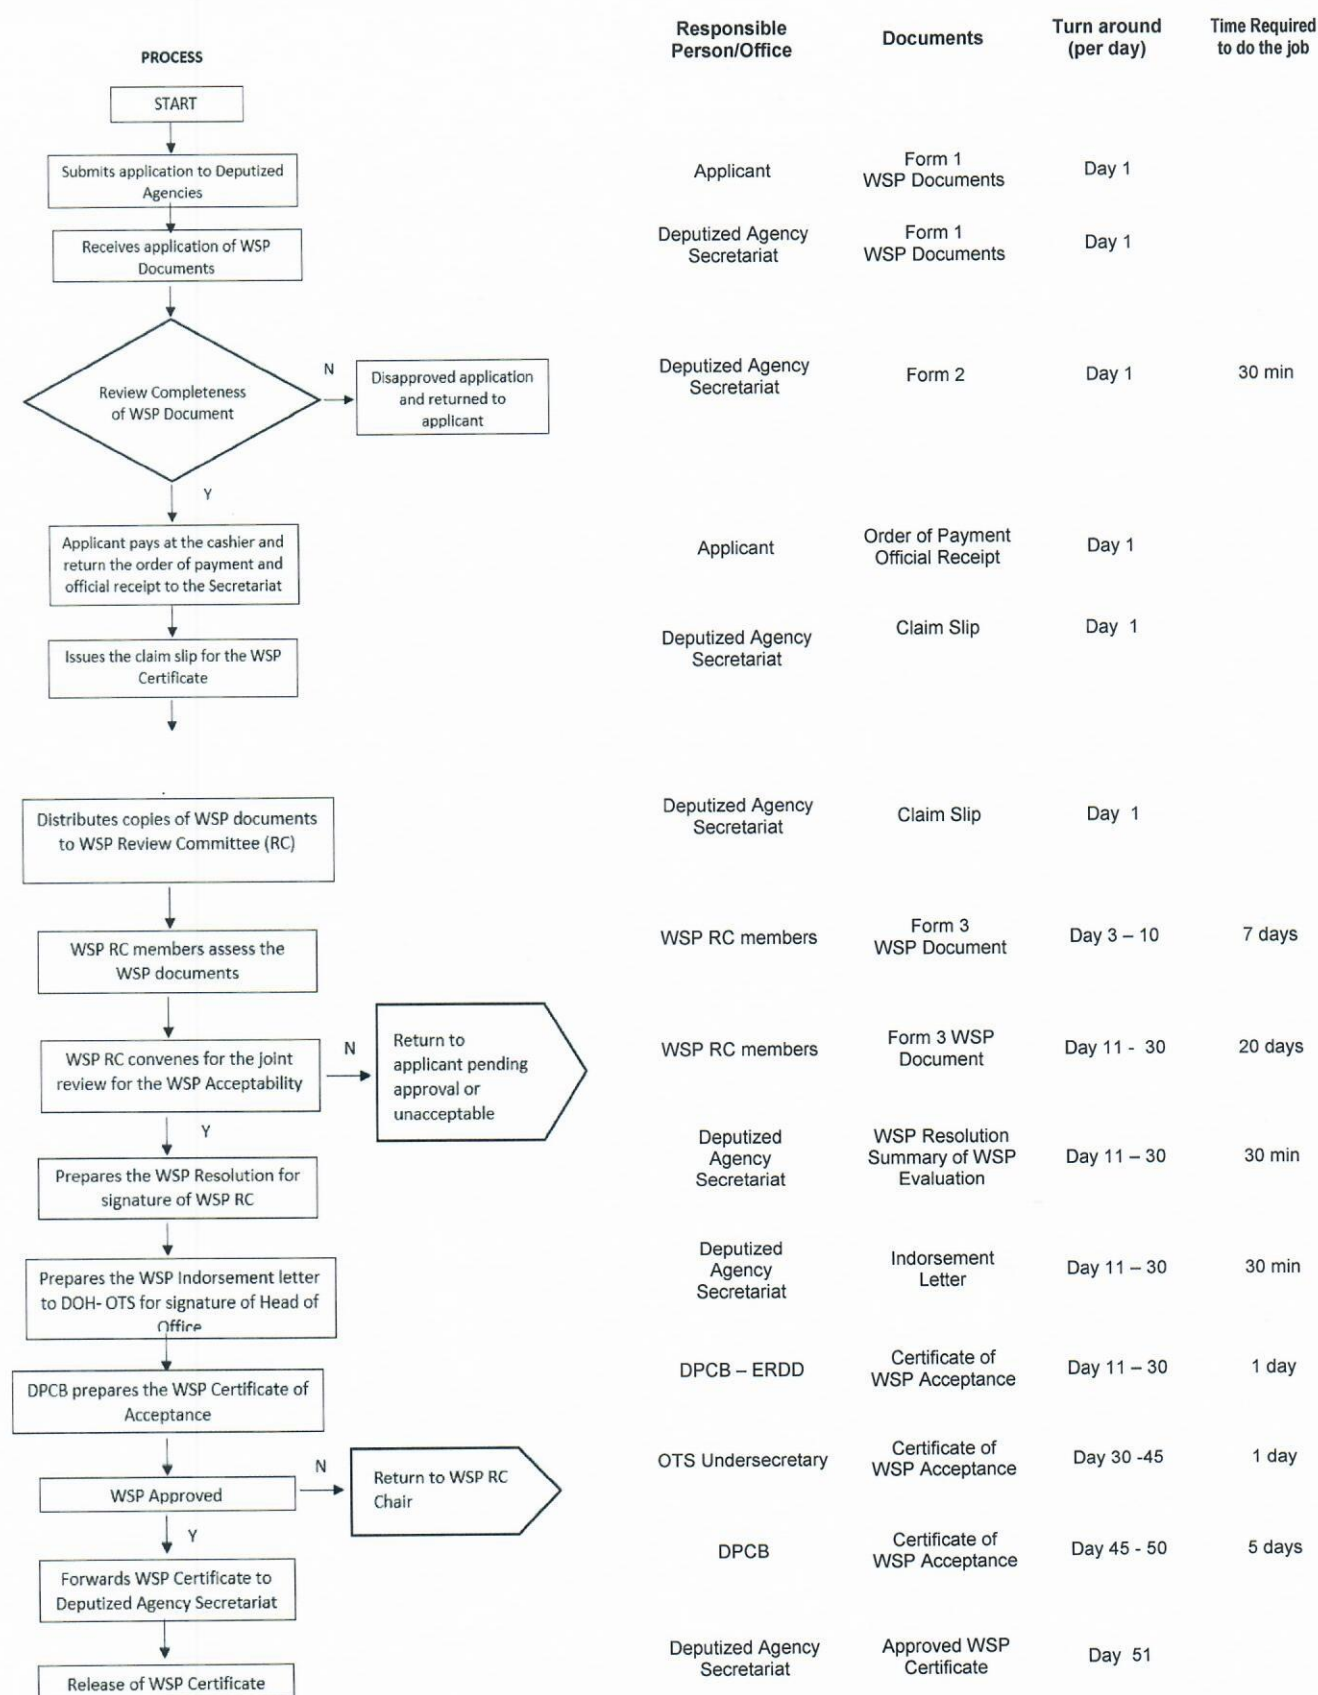 Responsible
Person/Office
Documents
Turn around
(per day)
Time Required
to do the job
PROCESS
START
Submits application to Deputized
Agencies
Applicant
Form 1
WSP Documents
Day 1
Receives application of WSP
Documents
Deputized Agency
Secretariat
Form 1
WSP Documents
Day 1
Review Completeness
of WSP Document
N
Disapproved application
and returned to
applicant
Deputized Agency
Secretariat
Form 2
Day 1
30 min
Y
Applicant pays at the cashier and
return the order of payment and
official receipt to the Secretariat
Applicant
Order of Payment
Official Receipt
Day 1
Issues the claim slip for the WSP
Certificate
Deputized Agency
Secretariat
Claim Slip
Day 1
Distributes copies of WSP documents
to WSP Review Committee (RC)
Deputized Agency
Secretariat
Claim Slip
Day 1
WSP RC members assess the
WSP documents
WSP RC members
Form 3
WSP Document
Day 3 – 10
7 days
WSP RC convenes for the joint
review for the WSP Acceptability
N
Return to
applicant pending
approval or
unacceptable
WSP RC members
Form 3 WSP
Document
Day 11 - 30
20 days
Y
Prepares the WSP Resolution for
signature of WSP RC
Deputized
Agency
Secretariat
WSP Resolution
Summary of WSP
Evaluation
Day 11 – 30
30 min
Prepares the WSP Indorsement letter
to DOH- OTS for signature of Head of
Office
Deputized
Agency
Secretariat
Indorsement
Letter
Day 11 – 30
30 min
DPCB prepares the WSP Certificate of
Acceptance
DPCB – ERDD
Certificate of
WSP Acceptance
Day 11 – 30
1 day
WSP Approved
N
Return to WSP RC
Chair
OTS Undersecretary
Certificate of
WSP Acceptance
Day 30 -45
1 day
Y
Forwards WSP Certificate to
Deputized Agency Secretariat
DPCB
Certificate of
WSP Acceptance
Day 45 - 50
5 days
Release of WSP Certificate
Deputized Agency
Secretariat
Approved WSP
Certificate
Day 51